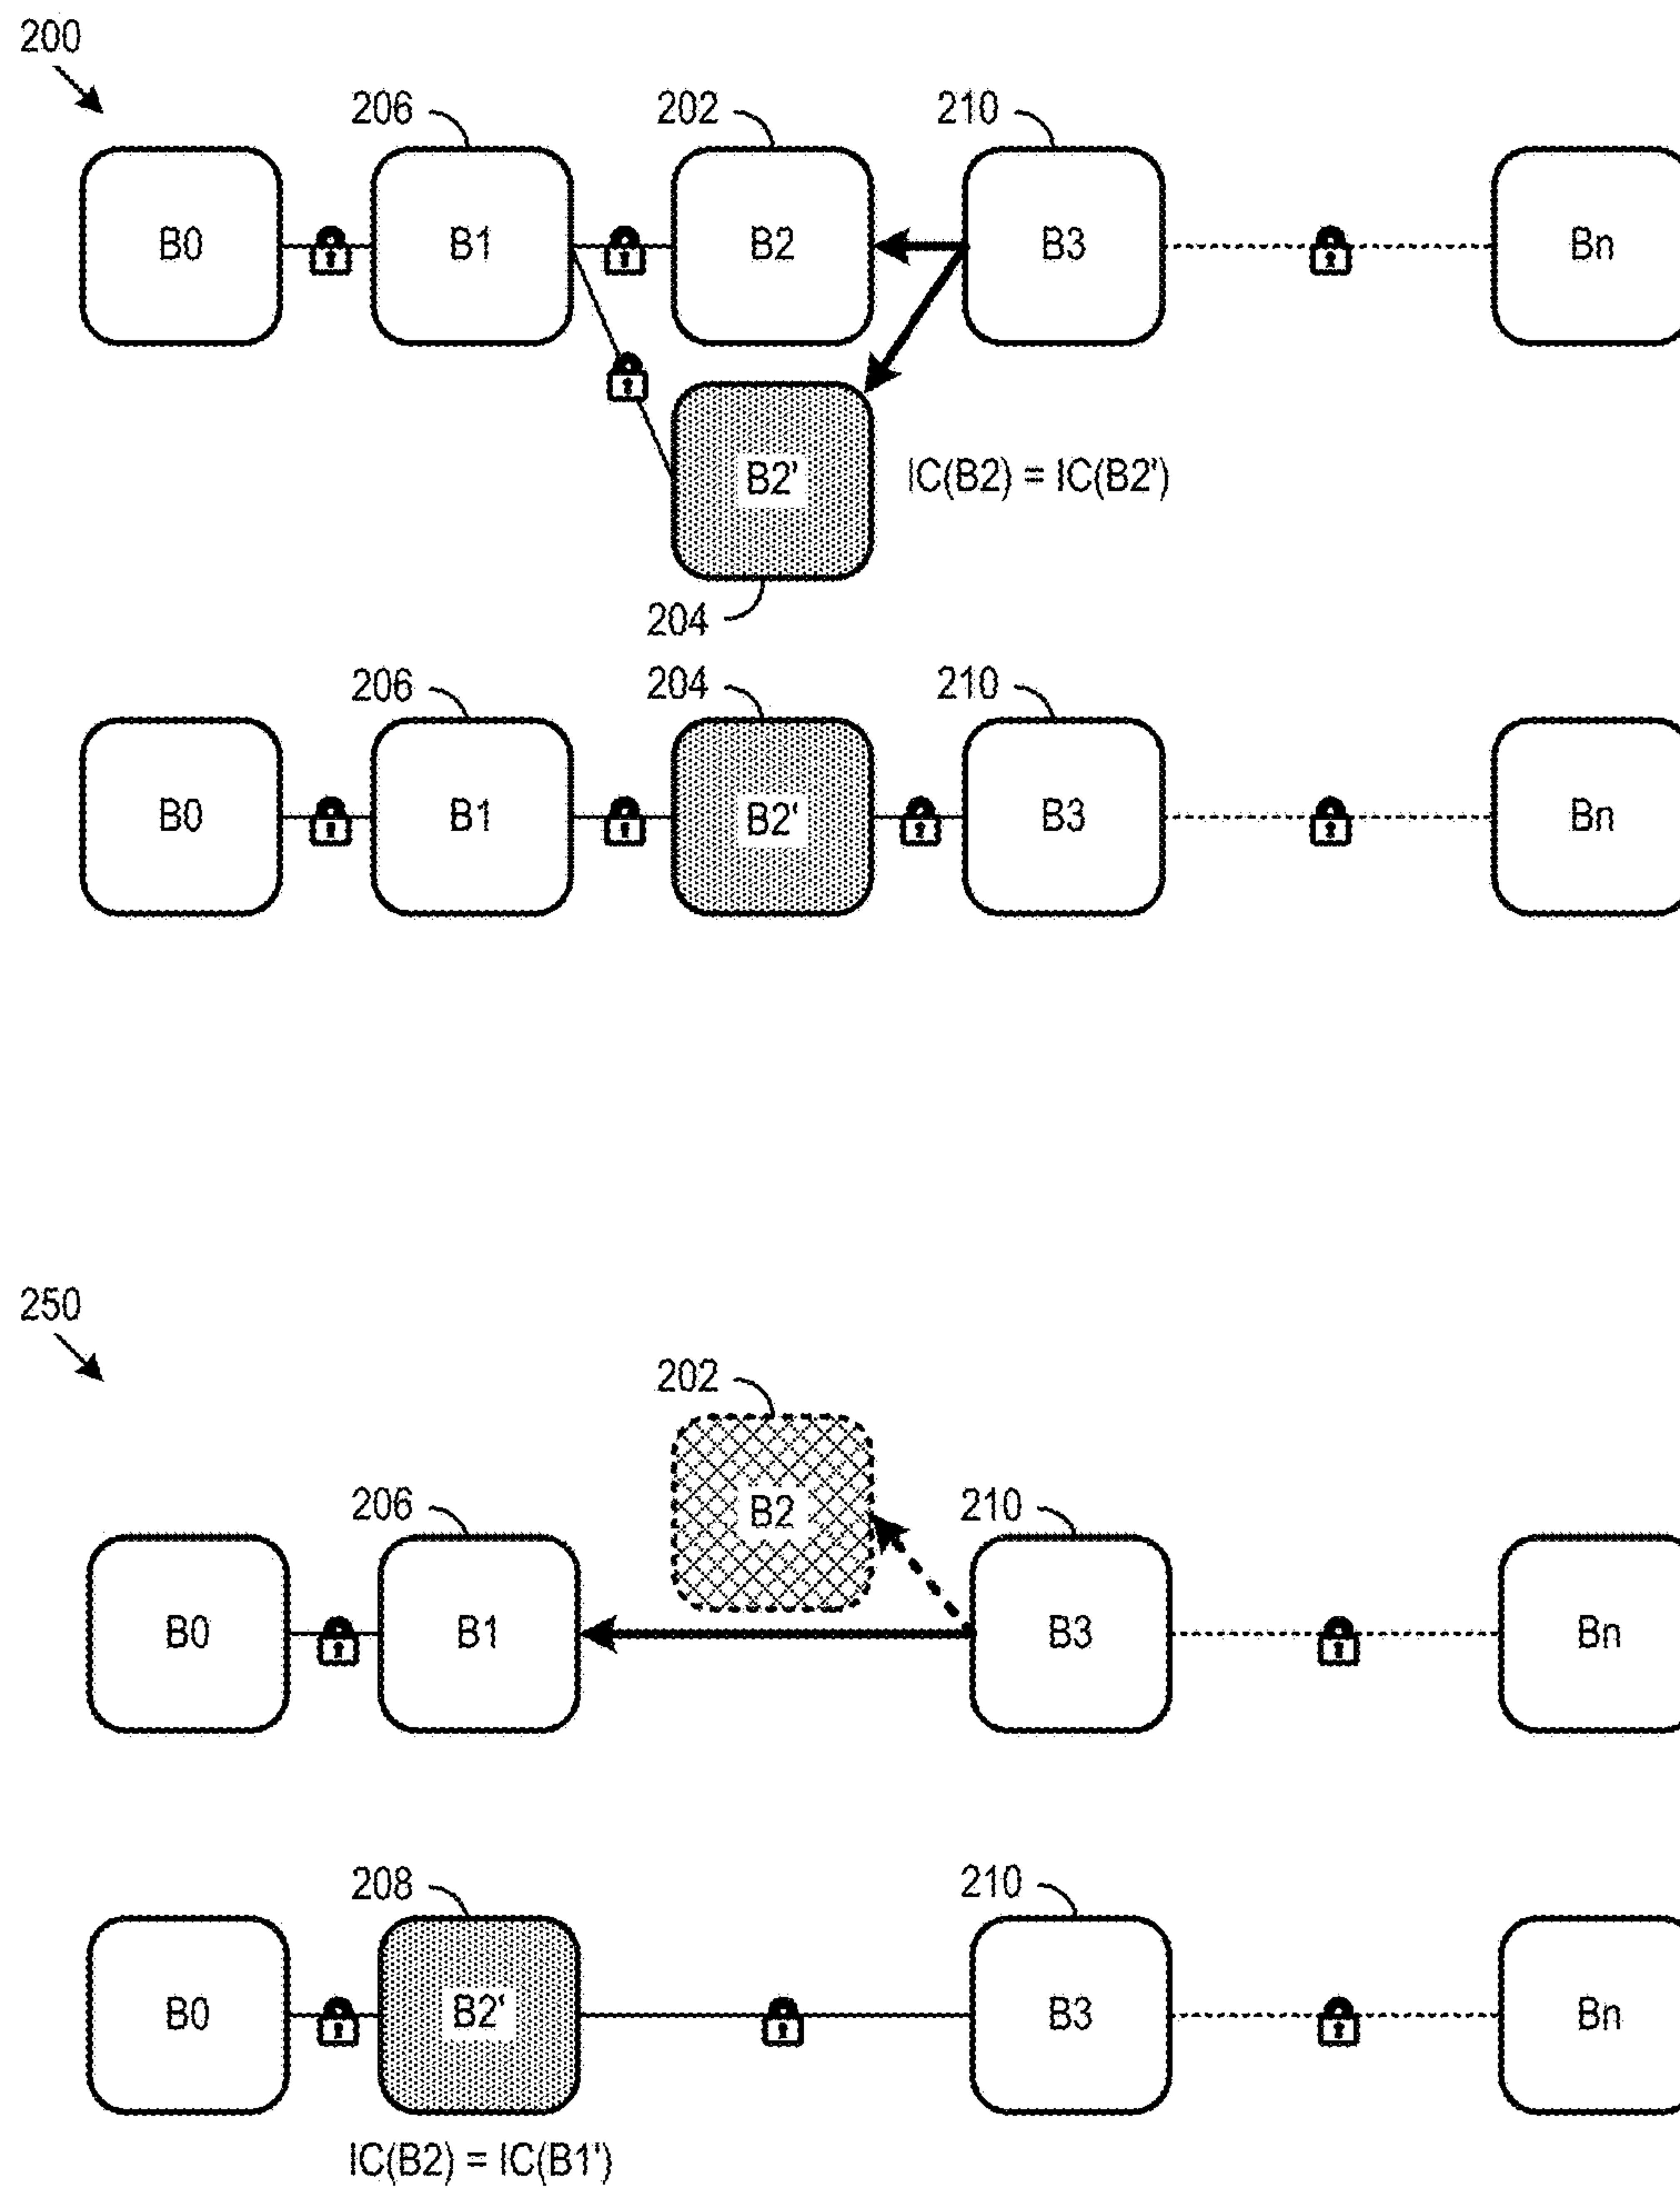 200
206 202 210
B0 B1 B2 B3 Bn
B2' IC(B2) = IC(B2')
204
206 204 210
B0 B1 B2' B3 Bn
250
202
206 B2 210
B0 B1 B3 Bn
208 210
B0 B2' B3 Bn
IC(B2) = IC(B1')